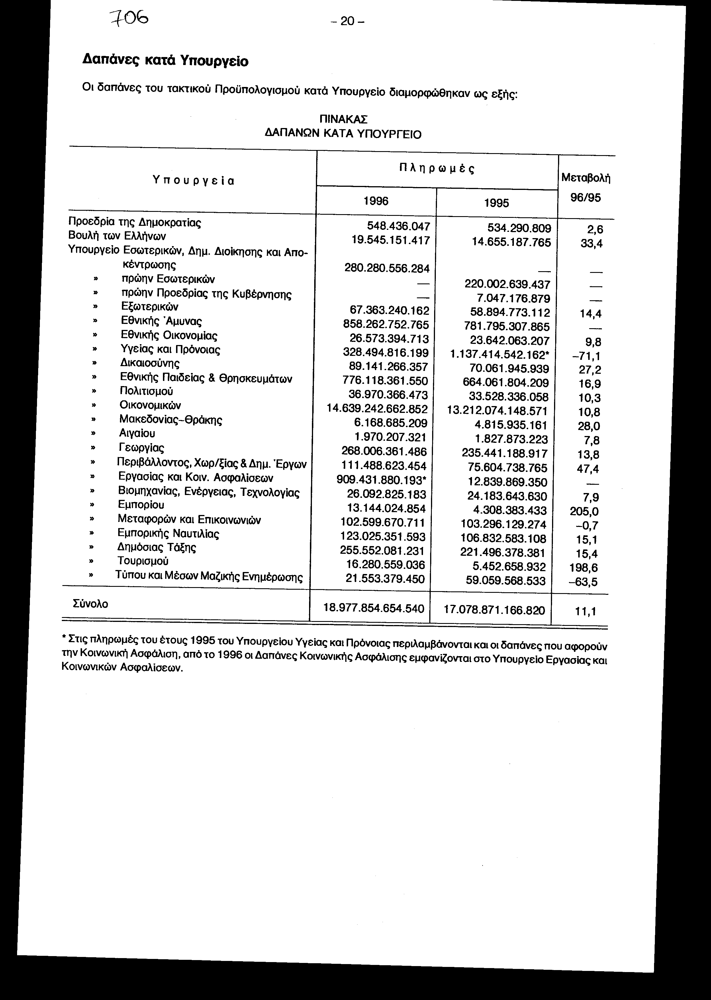 706
– 20 –
Δαπάνες κατά Υπουργείο
Οι δαπάνες του τακτικού Προϋπολογισμού κατά Υπουργείο διαμορφώθηκαν ως εξής:
ΠΙΝΑΚΑΣ
ΔΑΠΑΝΩΝ ΚΑΤΑ ΥΠΟΥΡΓΕΙΟ
Υπουργεία Πληρωμές Μεταβολή
1996 1995 96/95
Προεδρία της Δημοκρατίας 548.436.047 534.290.809 2,6
Βουλή των Ελλήνων 19.545.151.417 14.655.187.765 33,4
Υπουργείο Εσωτερικών, Δημ. Διοίκησης και Απο-
κέντρωσης 280.280.556.284 — —
» πρώην Εσωτερικών — 220.002.639.437 —
» πρώην Προεδρίας της Κυβέρνησης — 7.047.176.879 —
» Εξωτερικών 67.363.240.162 58.894.773.112 14,4
» Εθνικής Άμυνας 858.262.752.765 781.795.307.865 —
» Εθνικής Οικονομίας 26.573.394.713 23.642.063.207 9,8
» Υγείας και Πρόνοιας 328.494.816.199 1.137.414.542.162* –71,1
» Δικαιοσύνης 89.141.266.357 70.061.945.939 27,2
» Εθνικής Παιδείας & Θρησκευμάτων 776.118.361.550 664.061.804.209 16,9
» Πολιτισμού 36.970.366.473 33.528.336.058 10,3
» Οικονομικών 14.639.242.662.852 13.212.074.148.571 10,8
» Μακεδονίας–Θράκης 6.168.685.209 4.815.935.161 28,0
» Αιγαίου 1.970.207.321 1.827.873.223 7,8
» Γεωργίας 268.006.361.486 235.441.188.917 13,8
» Περιβάλλοντος, Χωρ/ξίας & Δημ. Έργων 111.488.623.454 75.604.738.765 47,4
» Εργασίας και Κοιν. Ασφαλίσεων 909.431.880.193* 12.839.869.350 —
» Βιομηχανίας, Ενέργειας, Τεχνολογίας 26.092.825.183 24.183.643.630 7,9
» Εμπορίου 13.144.024.854 4.308.383.433 205,0
» Μεταφορών και Επικοινωνιών 102.599.670.711 103.296.129.274 –0,7
» Εμπορικής Ναυτιλίας 123.025.351.593 106.832.583.108 15,1
» Δημόσιας Τάξης 255.552.081.231 221.496.378.381 15,4
» Τουρισμού 16.280.559.036 5.452.658.932 198,6
» Τύπου και Μέσων Μαζικής Ενημέρωσης 21.553.379.450 59.059.568.533 –63,5
Σύνολο 18.977.854.654.540 17.078.871.166.820 11,1
* Στις πληρωμές του έτους 1995 του Υπουργείου Υγείας και Πρόνοιας περιλαμβάνονται και οι δαπάνες που αφορούν
την Κοινωνική Ασφάλιση, από το 1996 οι Δαπάνες Κοινωνικής Ασφάλισης εμφανίζονται στο Υπουργείο Εργασίας και
Κοινωνικών Ασφαλίσεων.